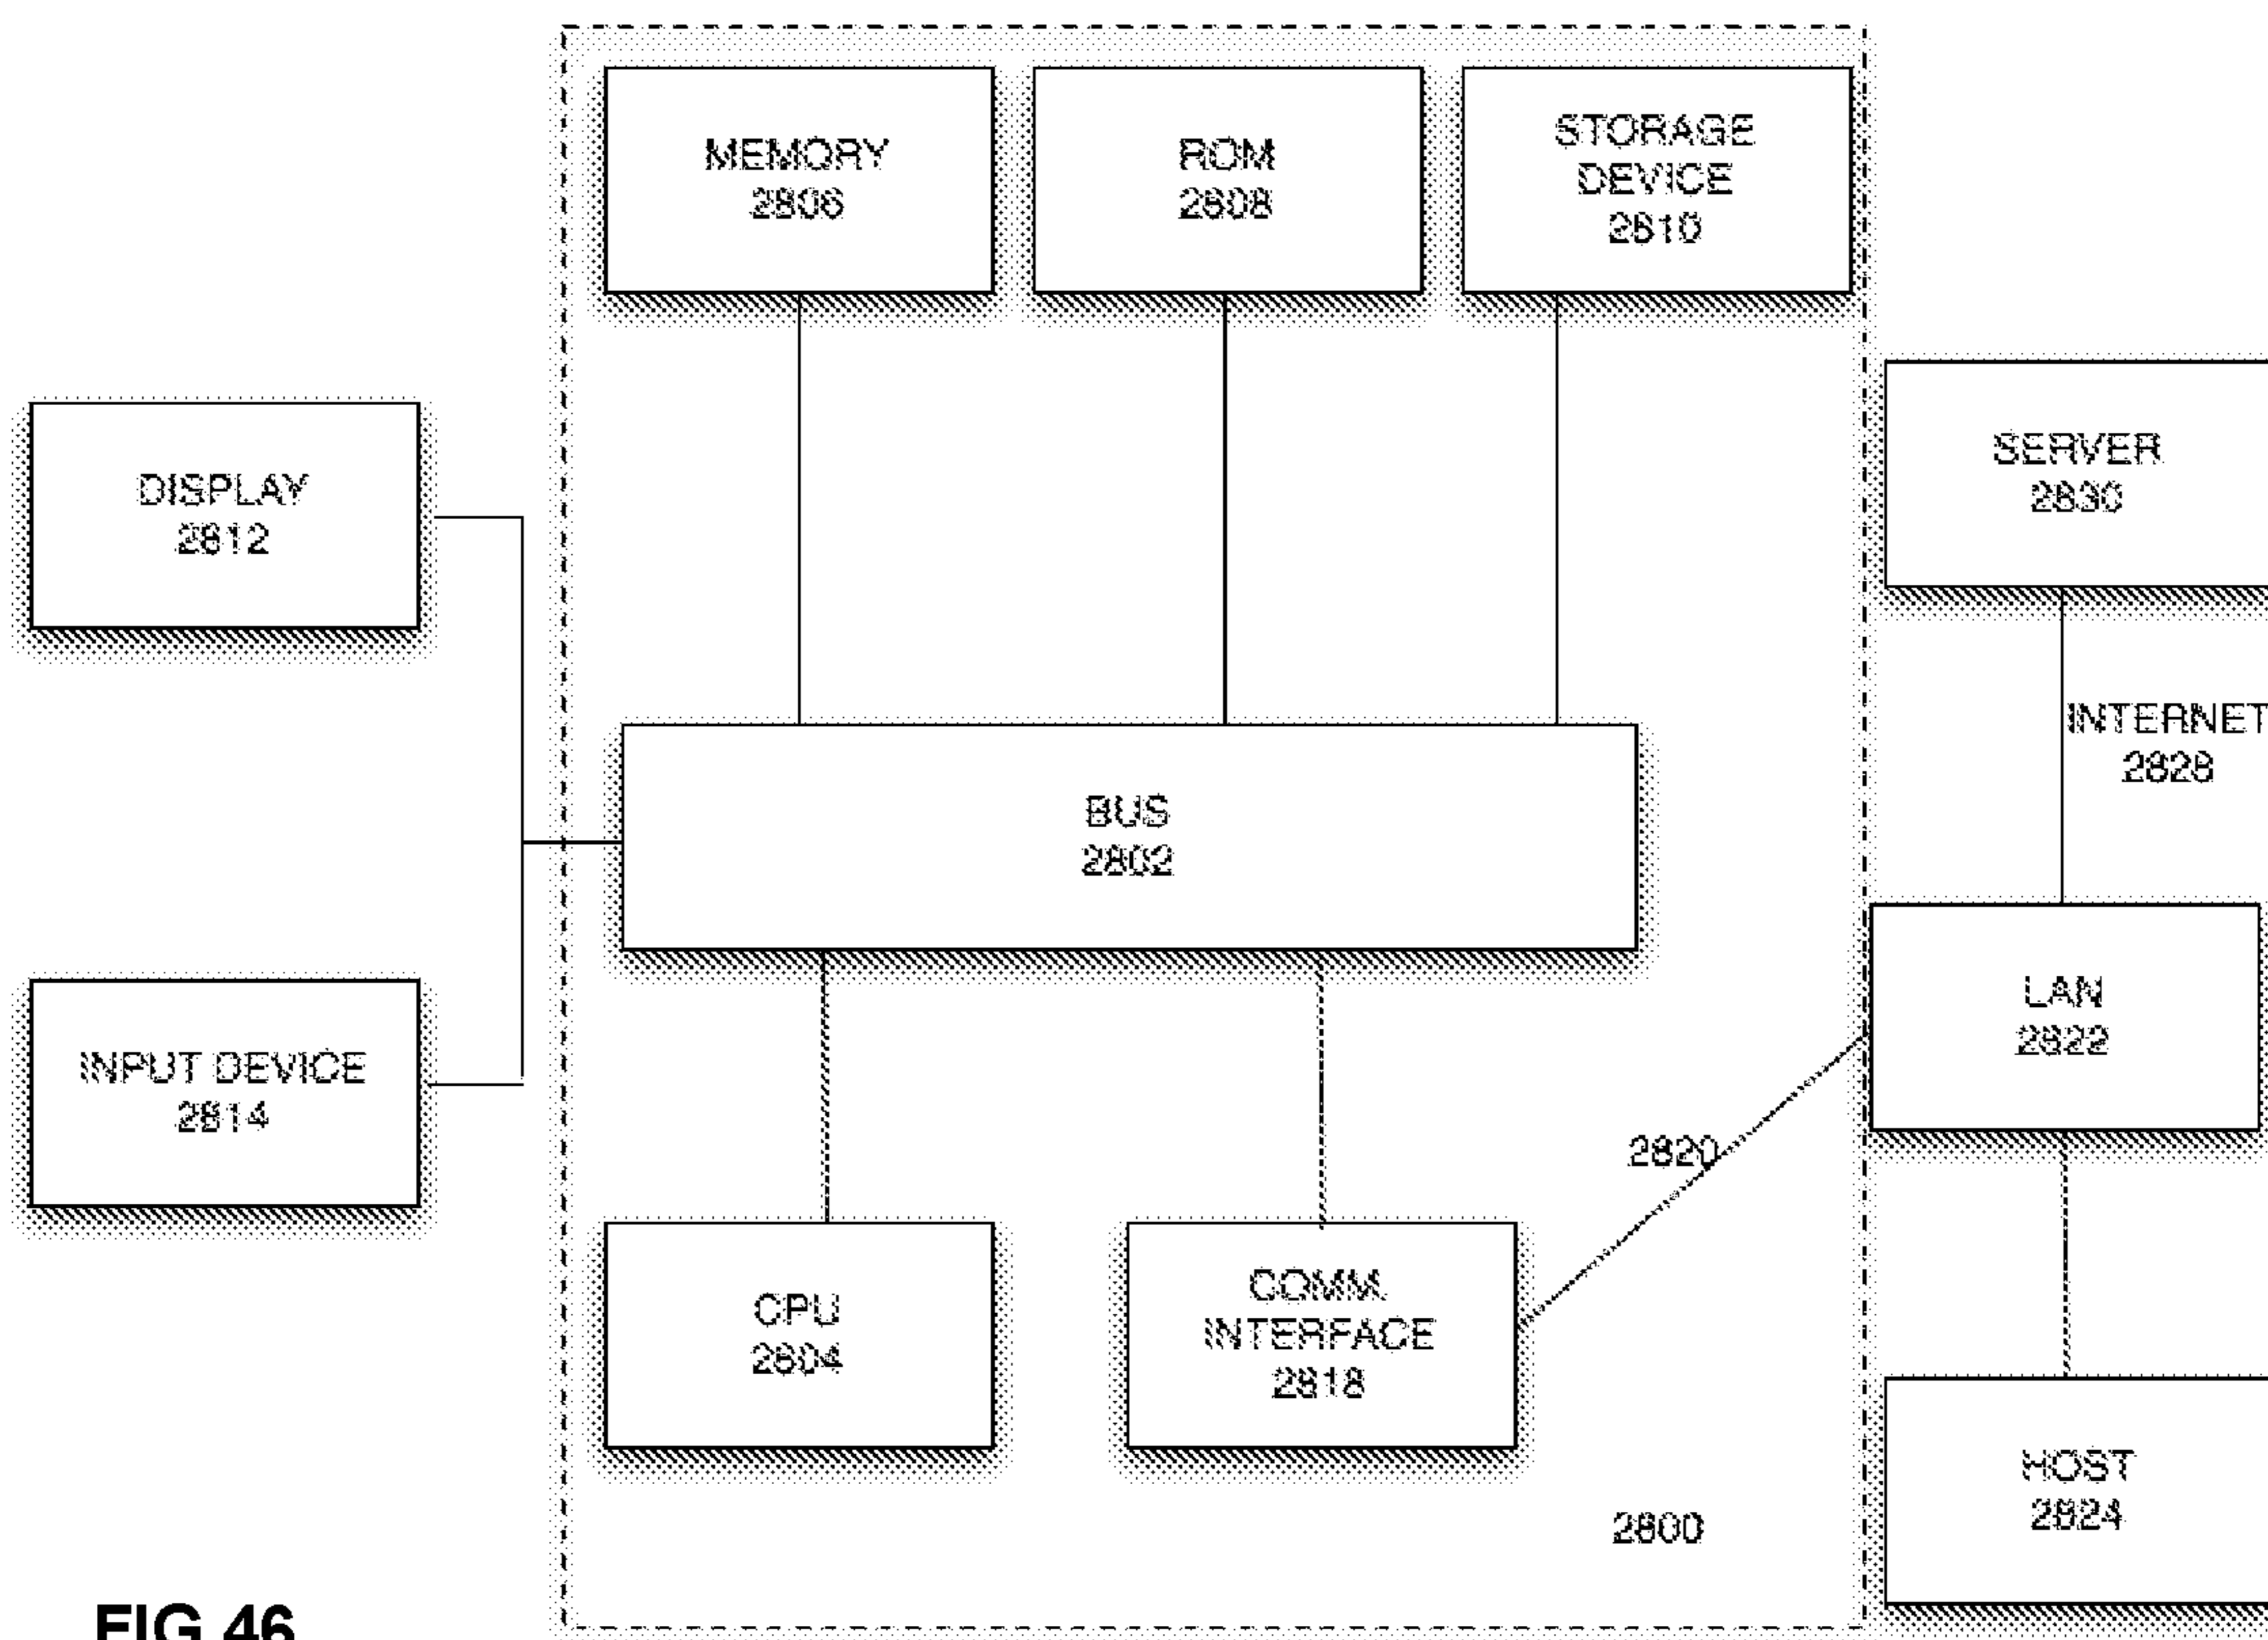 MEMORY
2806
ROM
2808
STORAGE
DEVICE
2810
DISPLAY
2812
SERVER
2830
INTERNET
2828
BUS
2802
INPUT DEVICE
2814
LAN
2822
2820
CPU
2804
COMM.
INTERFACE
2818
HOST
2824
2800
FIG 46